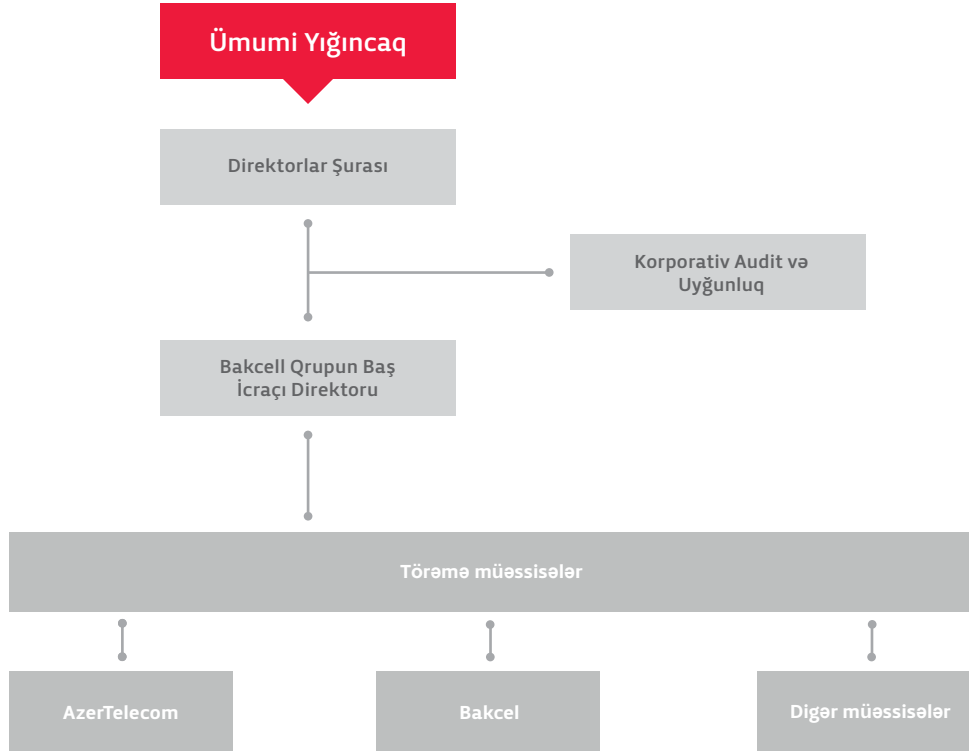 Ümumi Yığıncaq
Direktorlar Şurası
Korporativ Audit və
Uyğunluq
Bakcell Qrupun Baş
İcraçı Direktoru
Törəmə müəssisələr
AzerTelecom
Bakcel
Digər müəssisələr